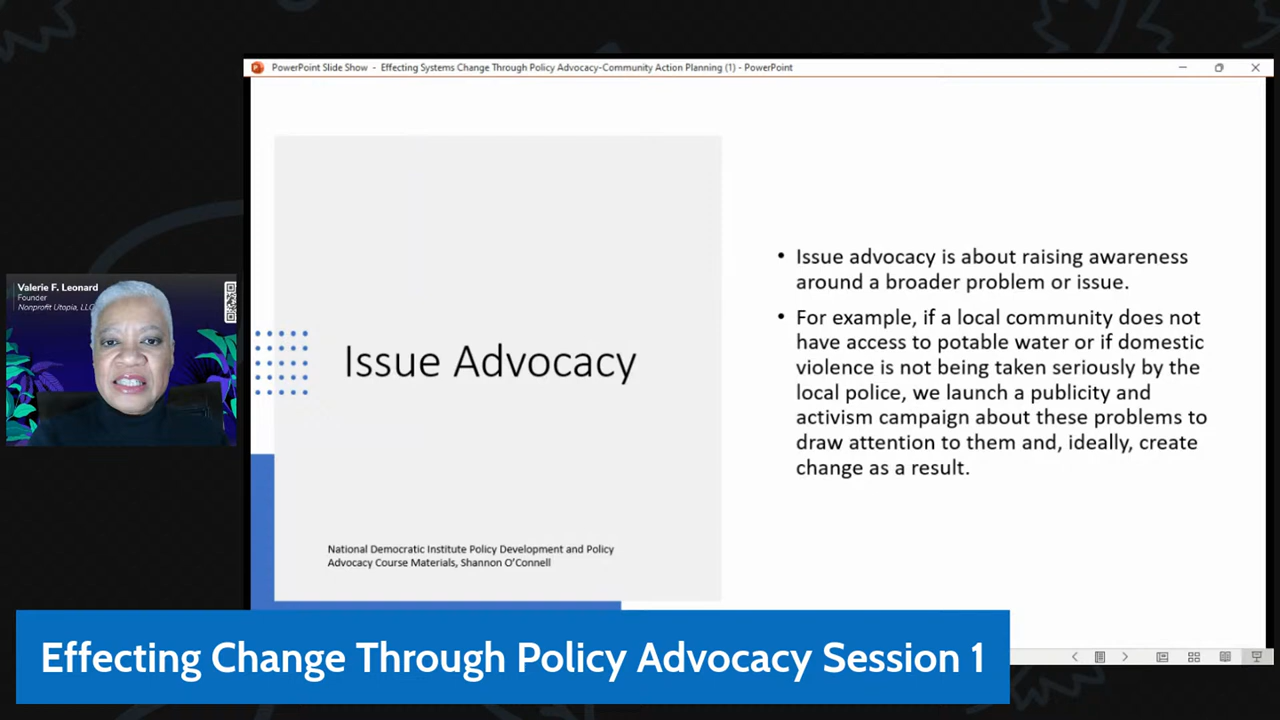 PowerPoint Slide Show - Effecting Systems Change Through Policy Advocacy-Community Action Planning (1) - PowerPoint
Valerie F. Leonard
Founder
Nonprofit Utopia, LLC
Issue Advocacy
National Democratic Institute Policy Development and Policy
Advocacy Course Materials, Shannon O'Connell
• Issue advocacy is about raising awareness
around a broader problem or issue.
• For example, if a local community does not
have access to potable water or if domestic
violence is not being taken seriously by the
local police, we launch a publicity and
activism campaign about these problems to
draw attention to them and, ideally, create
change as a result.
Effecting Change Through Policy Advocacy Session 1